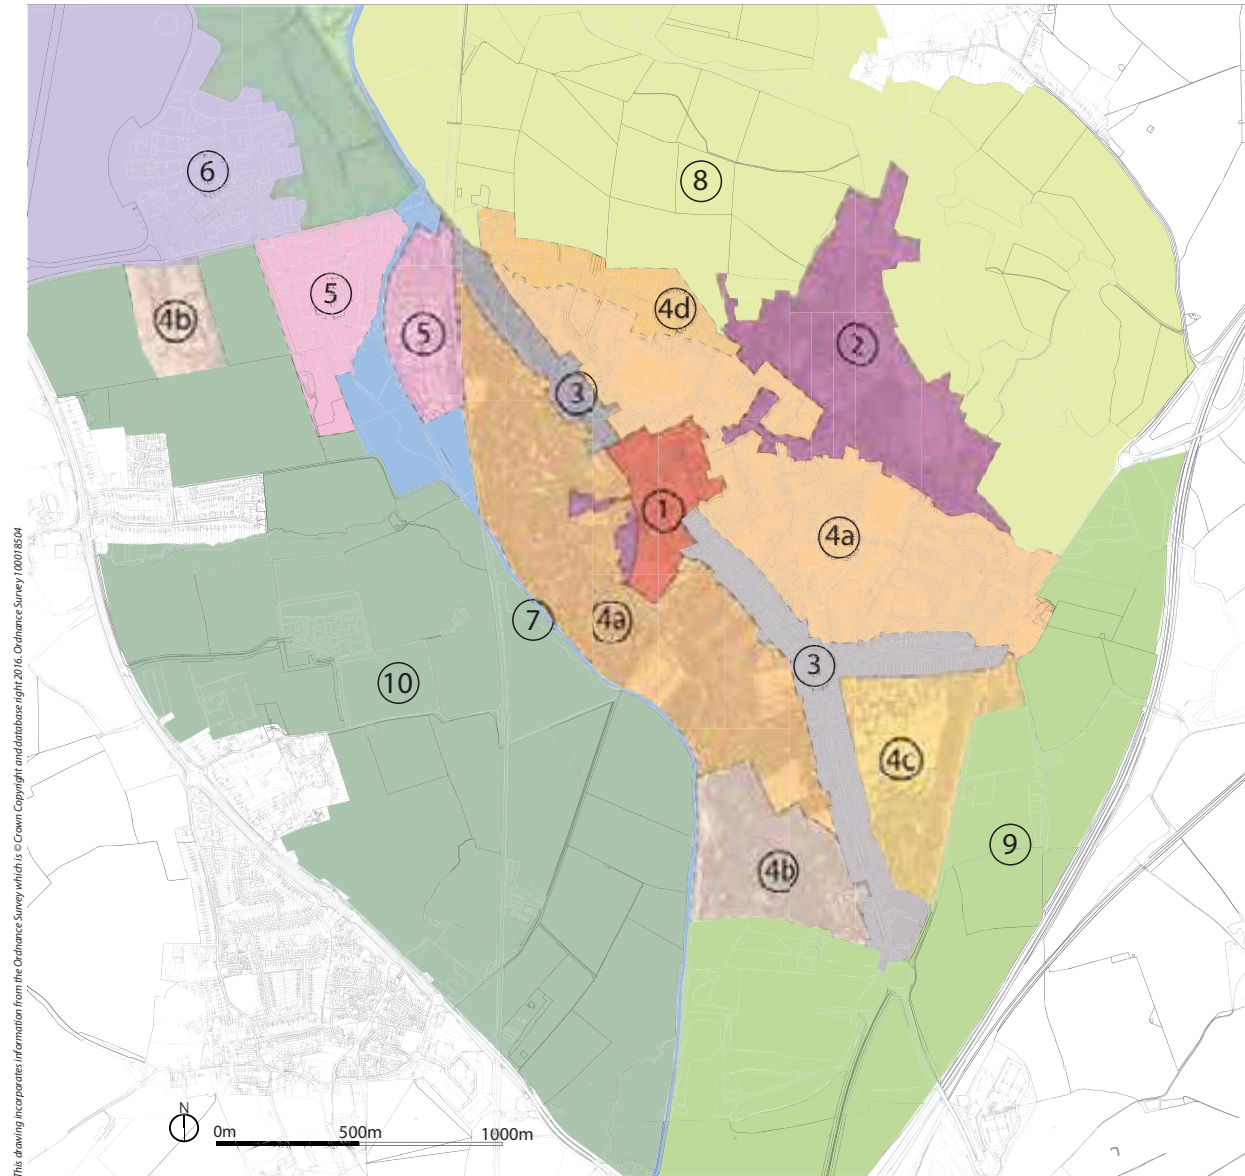 6
8
5
4b
4d
5
2
3
1
4a
7
4a
3
10
4c
9
4b
N
0m 500m 1000m
This drawing incorporates information from the Ordnance Survey which is © Crown Copyright and database right 2016. Ordnance Survey 100018504